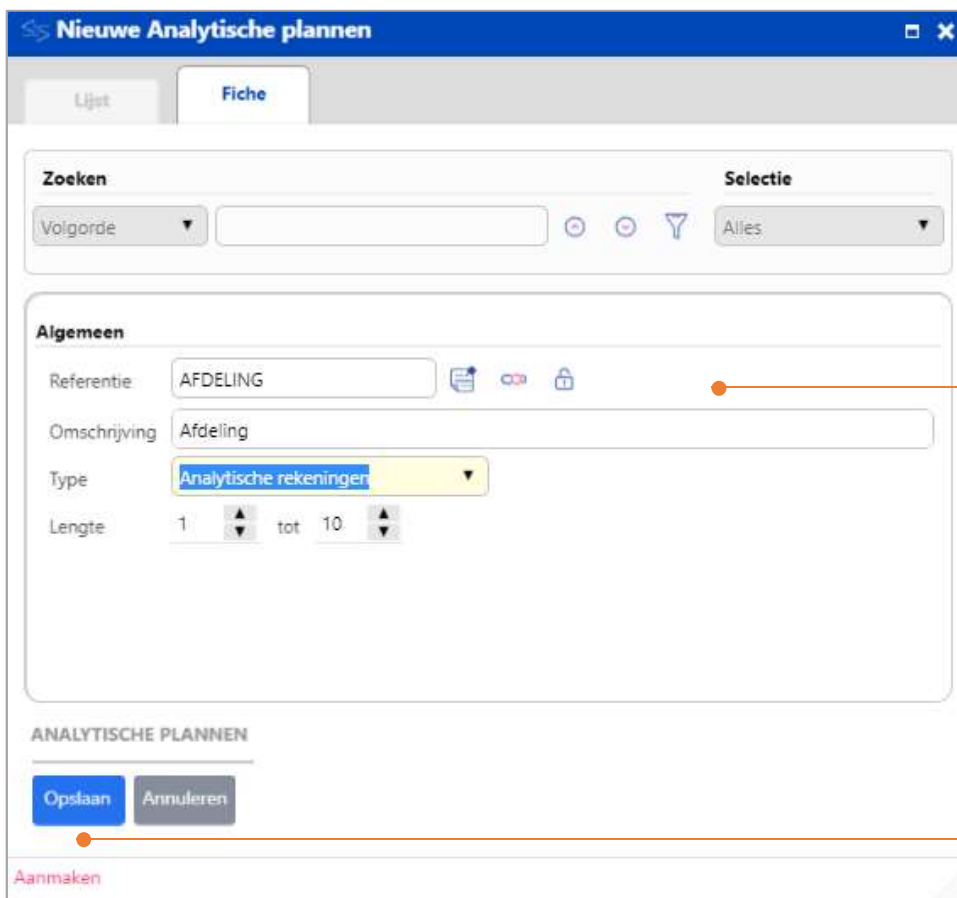 Nieuwe Analytische plannen
Lijst Fiche
Zoeken Selectie
Volgorde Alles
Algemeen
Referentie AFDELING
Omschrijving Afdeling
Type Analytische rekeningen
Lengte 1 tot 10
ANALYTISCHE PLANNEN
Opslaan Annuleren
Aanmaken